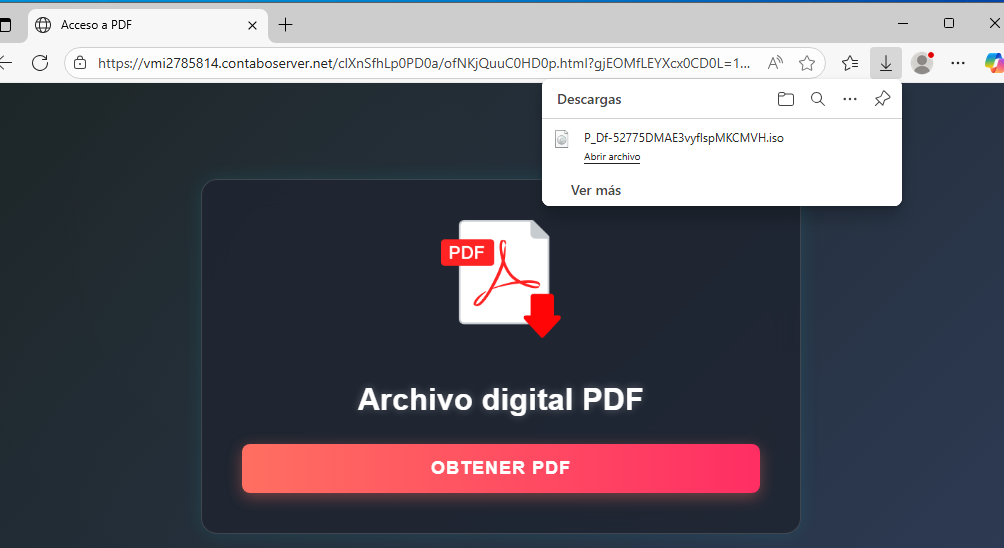 Acceso a PDF
https://vmi2785814.contaboserver.net/clXnSfhLp0PD0a/ofNKjQuuC0HD0p.html?gjEOMfLEYXcx0CD0L=1...
Descargas
P_Df-52775DMAE3vyflspMKCMVH.iso
Abrir archivo
Ver más
PDF
Archivo digital PDF
OBTENER PDF